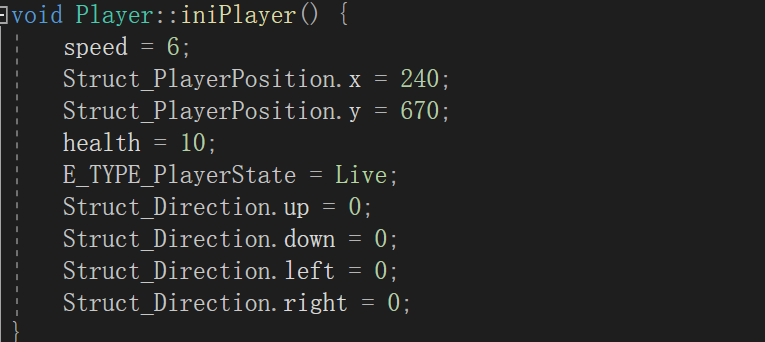 void Player::iniPlayer() {
speed = 6;
Struct_PlayerPosition.x = 240;
Struct_PlayerPosition.y = 670;
health = 10;
E_TYPE_PlayerState = Live;
Struct_Direction.up = 0;
Struct_Direction.down = 0;
Struct_Direction.left = 0;
Struct_Direction.right = 0;
}